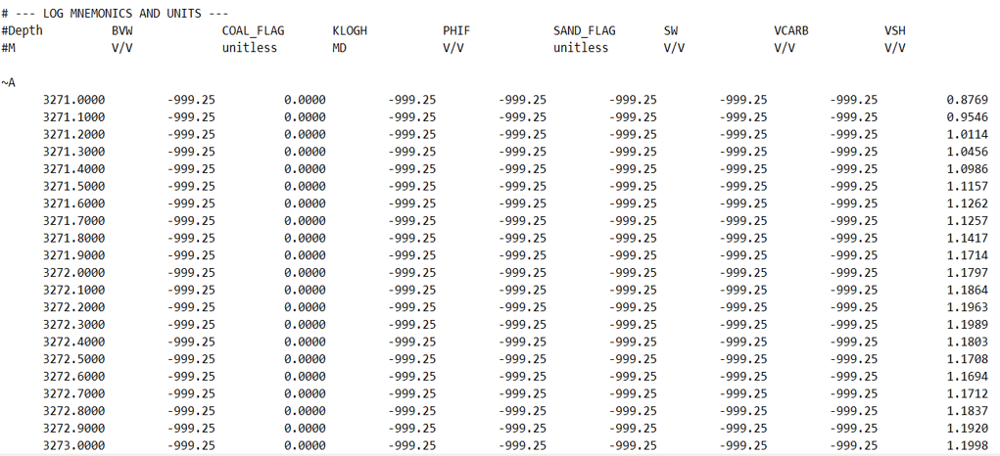 # --- LOG MNEMONICS AND UNITS ---
#Depth BVW COAL_FLAG KLOGH PHIF SAND_FLAG SW VCARB VSH
#M V/V unitless MD V/V unitless V/V V/V V/V
~A
3271.0000 -999.25 0.0000 -999.25 -999.25 -999.25 -999.25 -999.25 0.8769
3271.1000 -999.25 0.0000 -999.25 -999.25 -999.25 -999.25 -999.25 0.9546
3271.2000 -999.25 0.0000 -999.25 -999.25 -999.25 -999.25 -999.25 1.0114
3271.3000 -999.25 0.0000 -999.25 -999.25 -999.25 -999.25 -999.25 1.0456
3271.4000 -999.25 0.0000 -999.25 -999.25 -999.25 -999.25 -999.25 1.0986
3271.5000 -999.25 0.0000 -999.25 -999.25 -999.25 -999.25 -999.25 1.1157
3271.6000 -999.25 0.0000 -999.25 -999.25 -999.25 -999.25 -999.25 1.1262
3271.7000 -999.25 0.0000 -999.25 -999.25 -999.25 -999.25 -999.25 1.1257
3271.8000 -999.25 0.0000 -999.25 -999.25 -999.25 -999.25 -999.25 1.1417
3271.9000 -999.25 0.0000 -999.25 -999.25 -999.25 -999.25 -999.25 1.1714
3272.0000 -999.25 0.0000 -999.25 -999.25 -999.25 -999.25 -999.25 1.1797
3272.1000 -999.25 0.0000 -999.25 -999.25 -999.25 -999.25 -999.25 1.1864
3272.2000 -999.25 0.0000 -999.25 -999.25 -999.25 -999.25 -999.25 1.1963
3272.3000 -999.25 0.0000 -999.25 -999.25 -999.25 -999.25 -999.25 1.1989
3272.4000 -999.25 0.0000 -999.25 -999.25 -999.25 -999.25 -999.25 1.1803
3272.5000 -999.25 0.0000 -999.25 -999.25 -999.25 -999.25 -999.25 1.1708
3272.6000 -999.25 0.0000 -999.25 -999.25 -999.25 -999.25 -999.25 1.1694
3272.7000 -999.25 0.0000 -999.25 -999.25 -999.25 -999.25 -999.25 1.1712
3272.8000 -999.25 0.0000 -999.25 -999.25 -999.25 -999.25 -999.25 1.1837
3272.9000 -999.25 0.0000 -999.25 -999.25 -999.25 -999.25 -999.25 1.1920
3273.0000 -999.25 0.0000 -999.25 -999.25 -999.25 -999.25 -999.25 1.1998